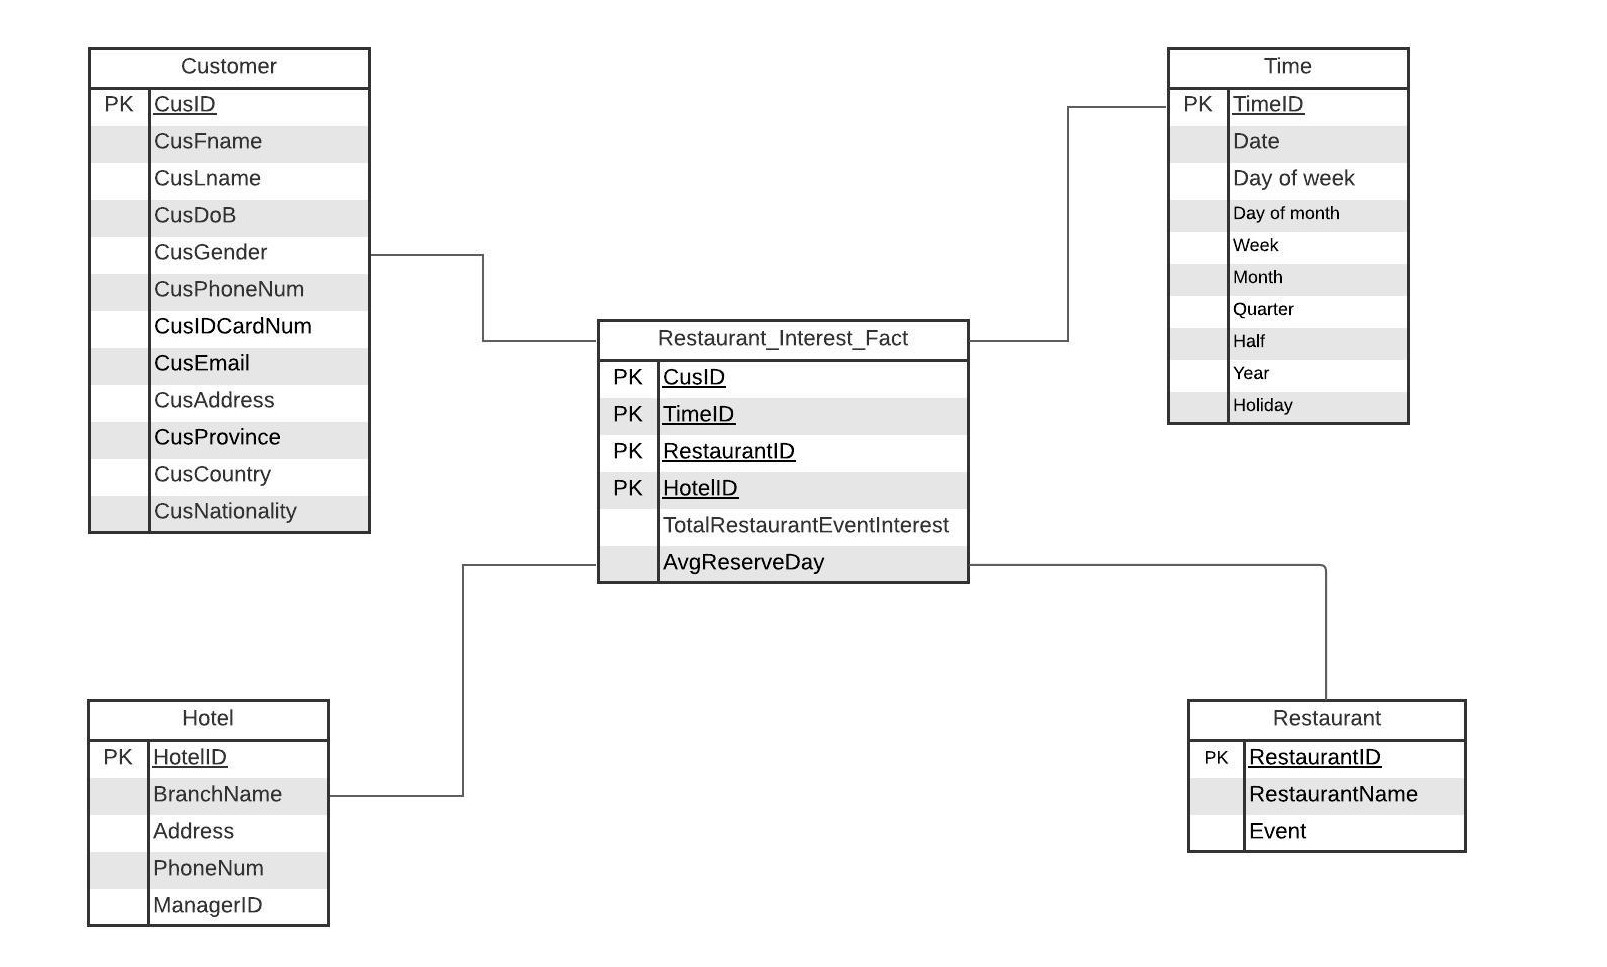 Customer
PK CusID
CusFname
CusLname
CusDoB
CusGender
CusPhoneNum
CusIDCardNum
CusEmail
CusAddress
CusProvince
CusCountry
CusNationality
Time
PK TimeID
Date
Day of week
Day of month
Week
Month
Quarter
Half
Year
Holiday
Restaurant_Interest_Fact
PK CusID
PK TimeID
PK RestaurantID
PK HotelID
TotalRestaurantEventInterest
AvgReserveDay
Hotel
PK HotelID
BranchName
Address
PhoneNum
ManagerID
Restaurant
PK RestaurantID
RestaurantName
Event